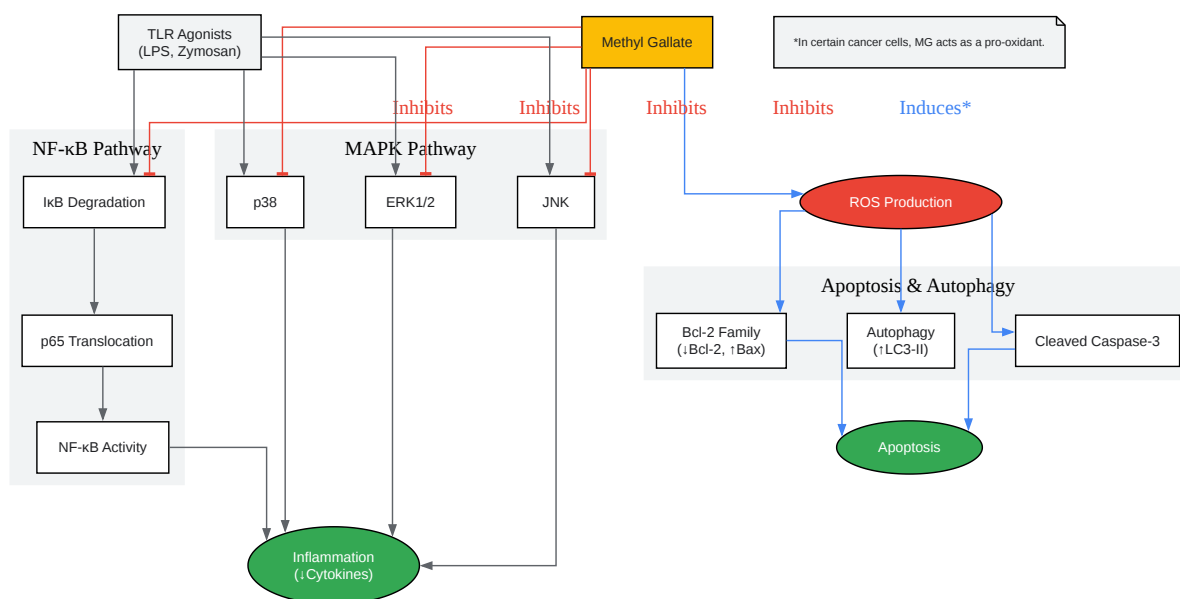 TLR Agonists
(LPS, Zymosan)
Methyl Gallate
*In certain cancer cells, MG acts as a pro-oxidant.
Inhibits
Inhibits
Inhibits
Inhibits
Induces*
NF-κB Pathway
MAPK Pathway
IκB Degradation
p38
ERK1/2
JNK
ROS Production
Apoptosis & Autophagy
p65 Translocation
Bcl-2 Family
(↓Bcl-2, ↑Bax)
Autophagy
(↑LC3-II)
Cleaved Caspase-3
NF-κB Activity
Apoptosis
Inflammation
(↓Cytokines)